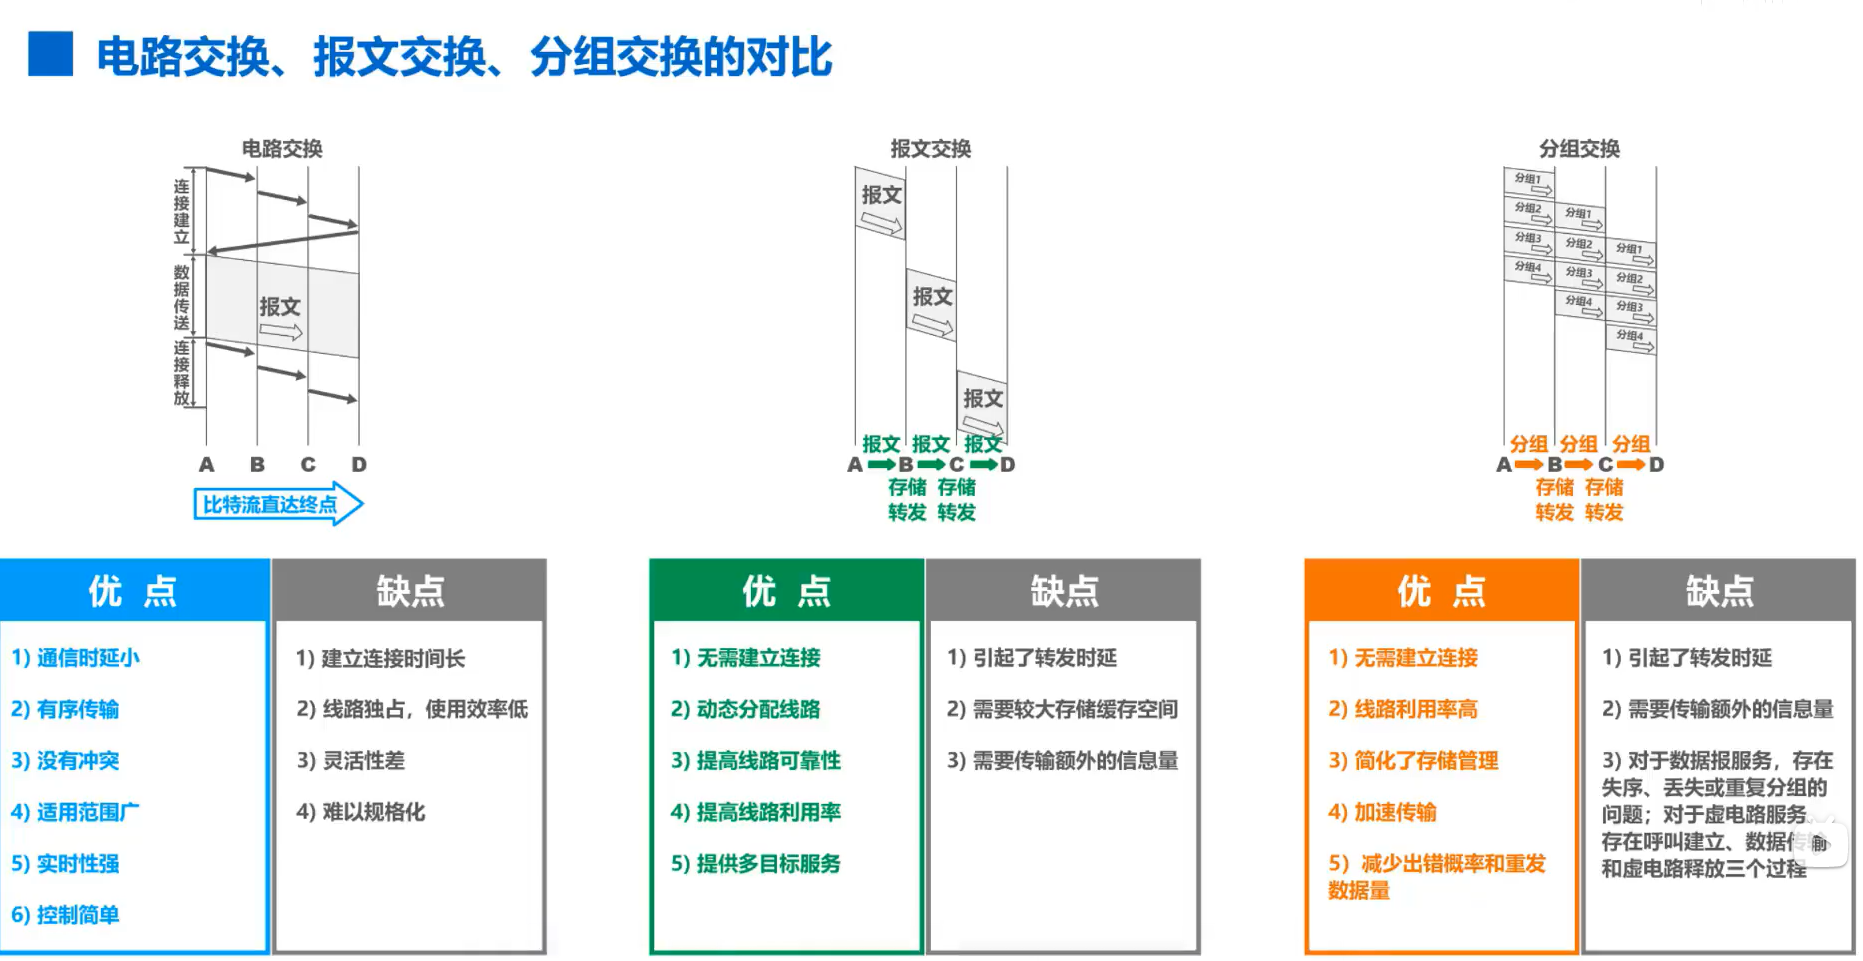 电路交换、报文交换、分组交换的对比
电路交换
连接建立
数据传送
连接释放
报文
A B C D
比特流直达终点
报文交换
报文
报文
报文
报文 报文 报文
A B C D
存储 存储
转发 转发
分组交换
分组1
分组2 分组1
分组3 分组2 分组1
分组4 分组3 分组2
分组4 分组3
分组4
分组 分组 分组
A B C D
存储 存储
转发 转发
优 点
1) 通信时延小
2) 有序传输
3) 没有冲突
4) 适用范围广
5) 实时性强
6) 控制简单
缺点
1) 建立连接时间长
2) 线路独占，使用效率低
3) 灵活性差
4) 难以规格化
优 点
1) 无需建立连接
2) 动态分配线路
3) 提高线路可靠性
4) 提高线路利用率
5) 提供多目标服务
缺点
1) 引起了转发时延
2) 需要较大存储缓存空间
3) 需要传输额外的信息量
优 点
1) 无需建立连接
2) 线路利用率高
3) 简化了存储管理
4) 加速传输
5) 减少出错概率和重发
数据量
缺点
1) 引起了转发时延
2) 需要传输额外的信息量
3) 对于数据报服务，存在
失序、丢失或重复分组的
问题；对于虚电路服务，
存在呼叫建立、数据传输
和虚电路释放三个过程